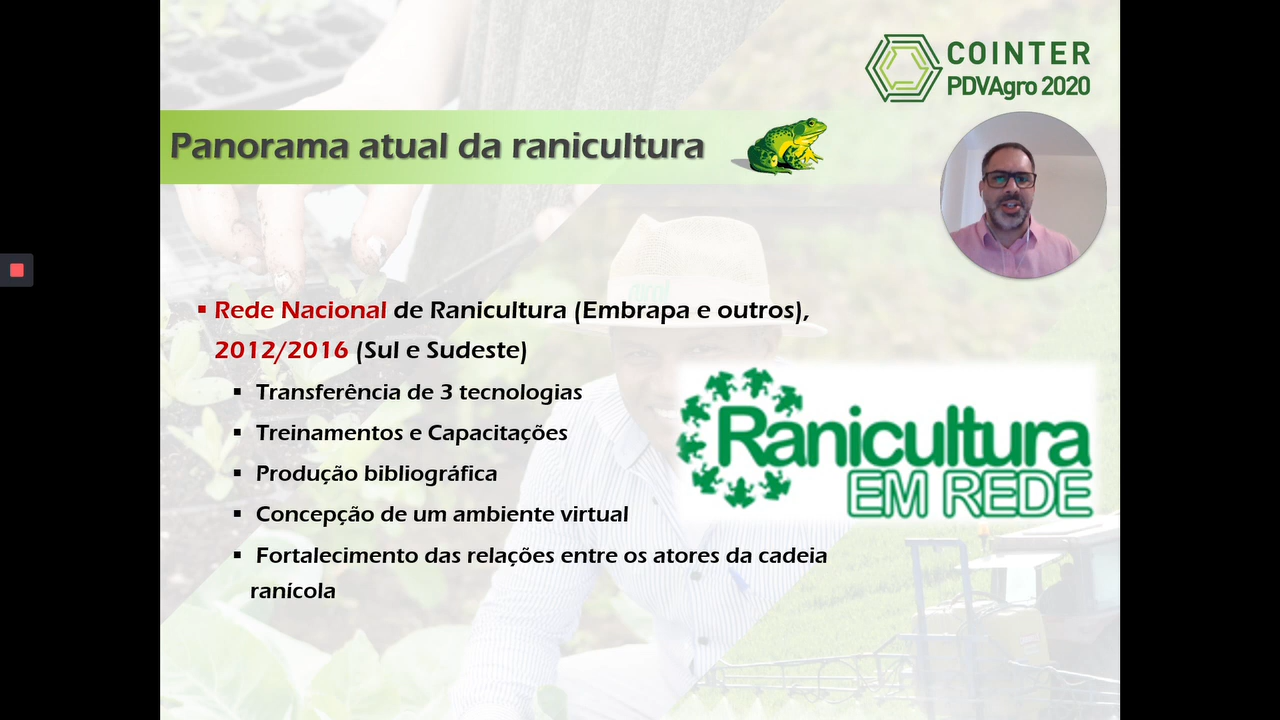 COINTER
PDVAgro 2020
Panorama atual da ranicultura
▪ Rede Nacional de Ranicultura (Embrapa e outros),
2012/2016 (Sul e Sudeste)
▪ Transferência de 3 tecnologias
▪ Treinamentos e Capacitações
▪ Produção bibliográfica
▪ Concepção de um ambiente virtual
▪ Fortalecimento das relações entre os atores da cadeia
ranícola
Ranicultura
EM REDE